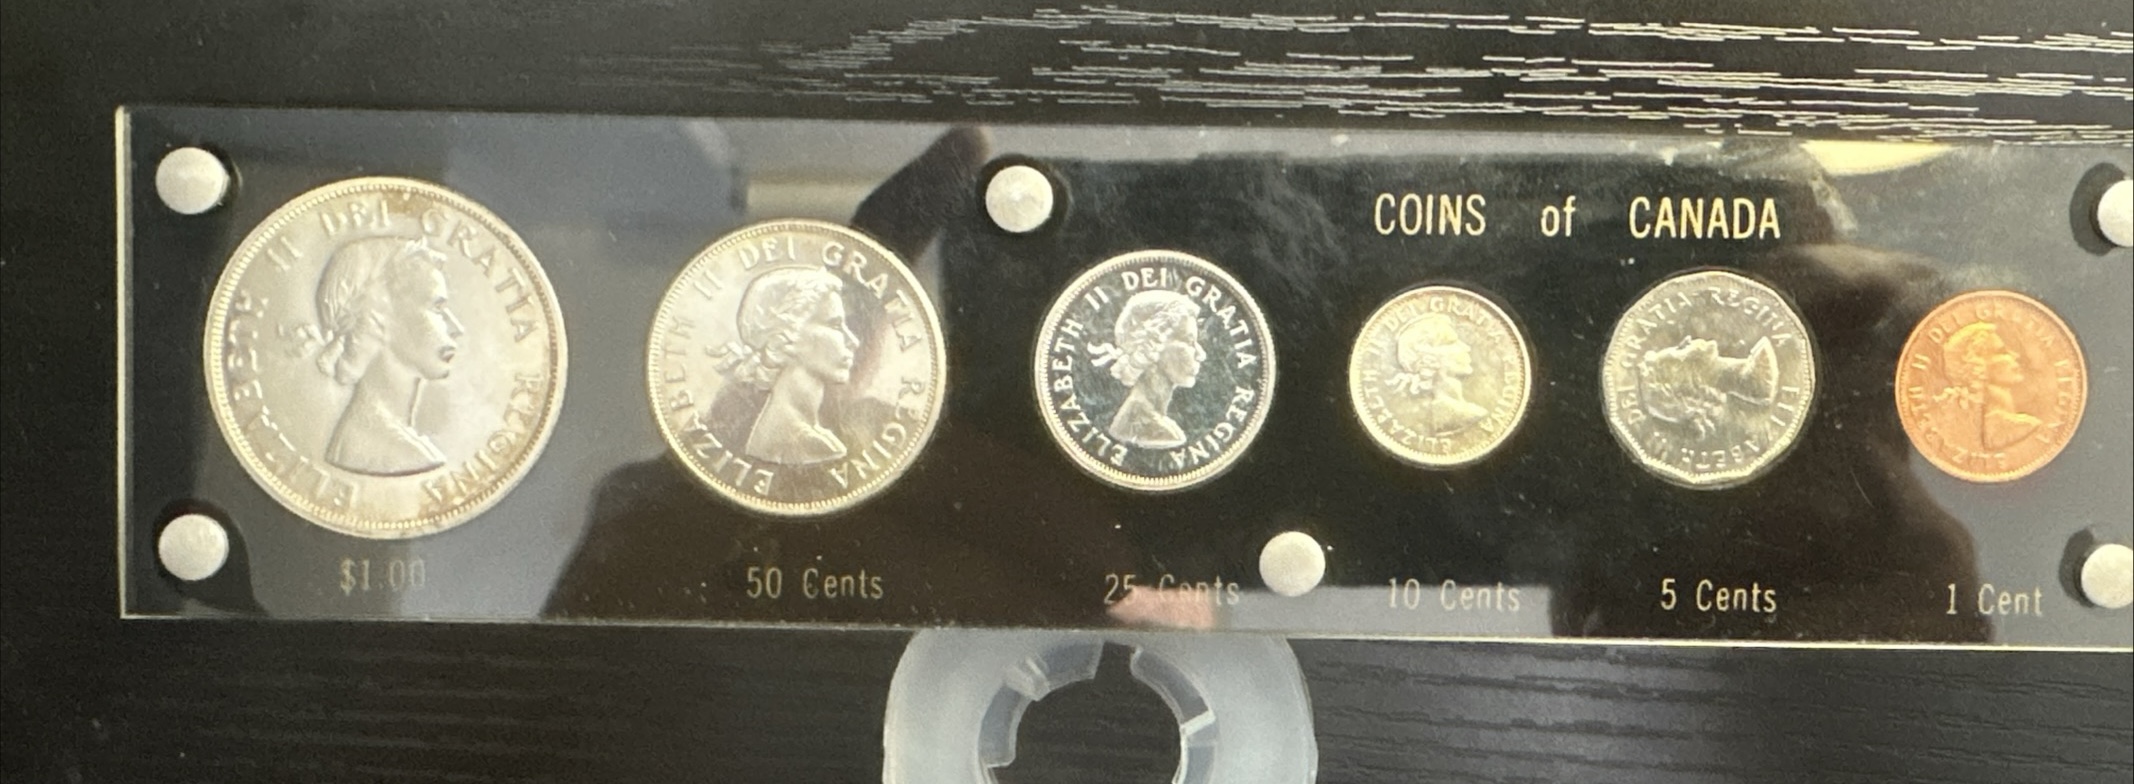 COINS of CANADA
ELIZABETH II DEI GRATIA REGINA
ELIZABETH II DEI GRATIA REGINA
ELIZABETH II DEI GRATIA REGINA
ELIZABETH II DEI GRATIA REGINA
ELIZABETH II DEI GRATIA REGINA
ELIZABETH II DEI GRATIA REGINA
$1.00
50 Cents
25 Cents
10 Cents
5 Cents
1 Cent